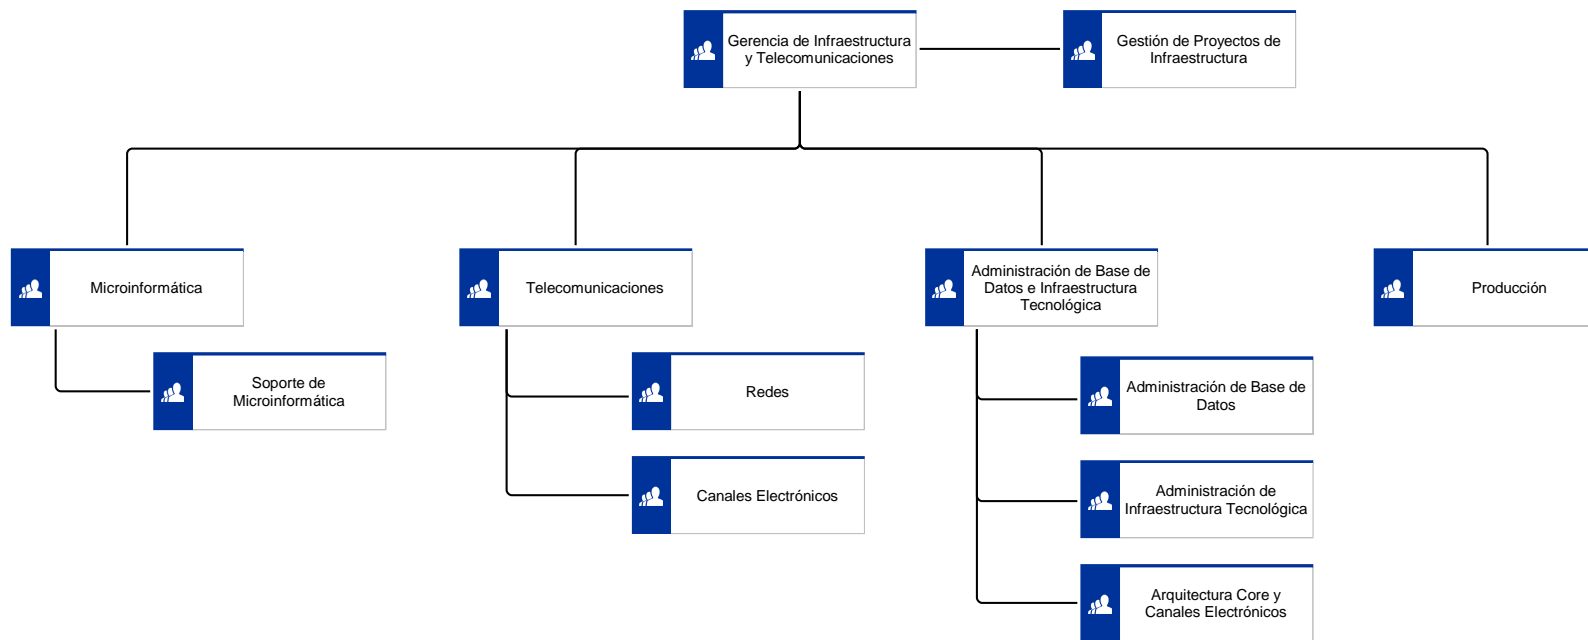 Gerencia de Infraestructura
y Telecomunicaciones
Gestión de Proyectos de
Infraestructura
Microinformática
Telecomunicaciones
Administración de Base de
Datos e Infraestructura
Tecnológica
Producción
Soporte de
Microinformática
Redes
Canales Electrónicos
Administración de Base de
Datos
Administración de
Infraestructura Tecnológica
Arquitectura Core y
Canales Electrónicos